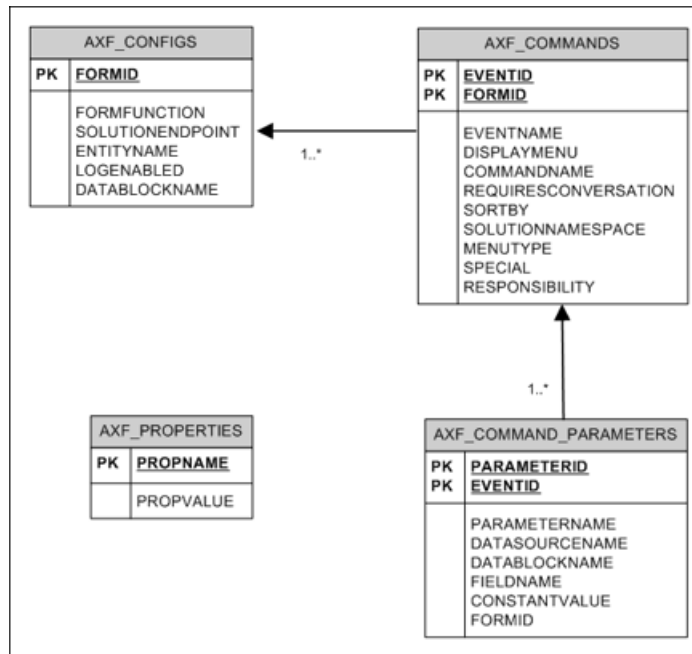 AXF_CONFIGS
PK FORMID
FORMFUNCTION
SOLUTIONENDPOINT
ENTITYNAME
LOGENABLED
DATABLOCKNAME
1..*
AXF_COMMANDS
PK EVENTID
PK FORMID
EVENTNAME
DISPLAYMENU
COMMANDNAME
REQUIRESCONVERSATION
SORTBY
SOLUTIONNAMESPACE
MENUTYPE
SPECIAL
RESPONSIBILITY
1..*
AXF_PROPERTIES
PK PROPNAME
PROPVALUE
AXF_COMMAND_PARAMETERS
PK PARAMETERID
PK EVENTID
PARAMETERNAME
DATASOURCENAME
DATABLOCKNAME
FIELDNAME
CONSTANTVALUE
FORMID